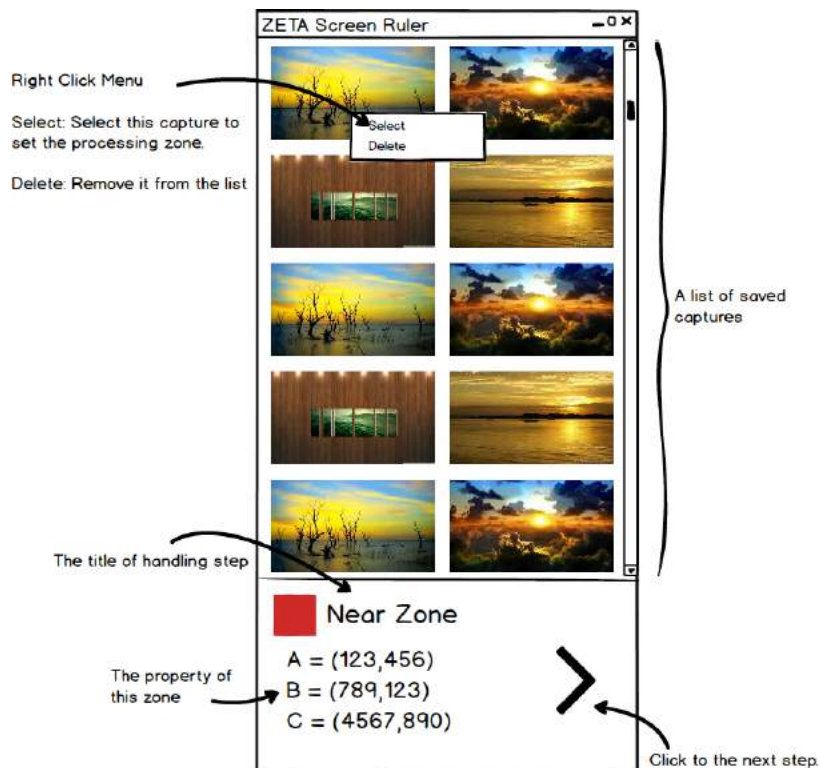 ZETA Screen Ruler
Right Click Menu
Select: Select this capture to
set the processing zone.
Delete: Remove it from the list
Select
Delete
A list of saved
captures
The title of handling step
Near Zone
The property of
this zone
A = (123,456)
B = (789,123)
C = (4567,890)
Click to the next step.